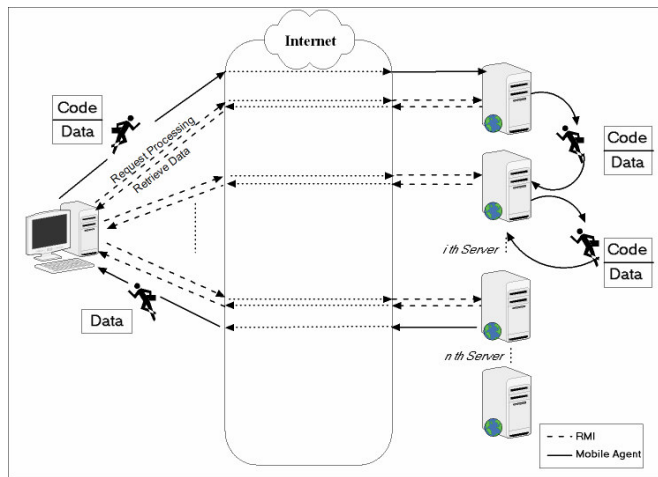 Internet
Code
Data
Request Processing
Retrieve Data
Code
Data
i th Server
Code
Data
Data
n th Server
RMI
Mobile Agent